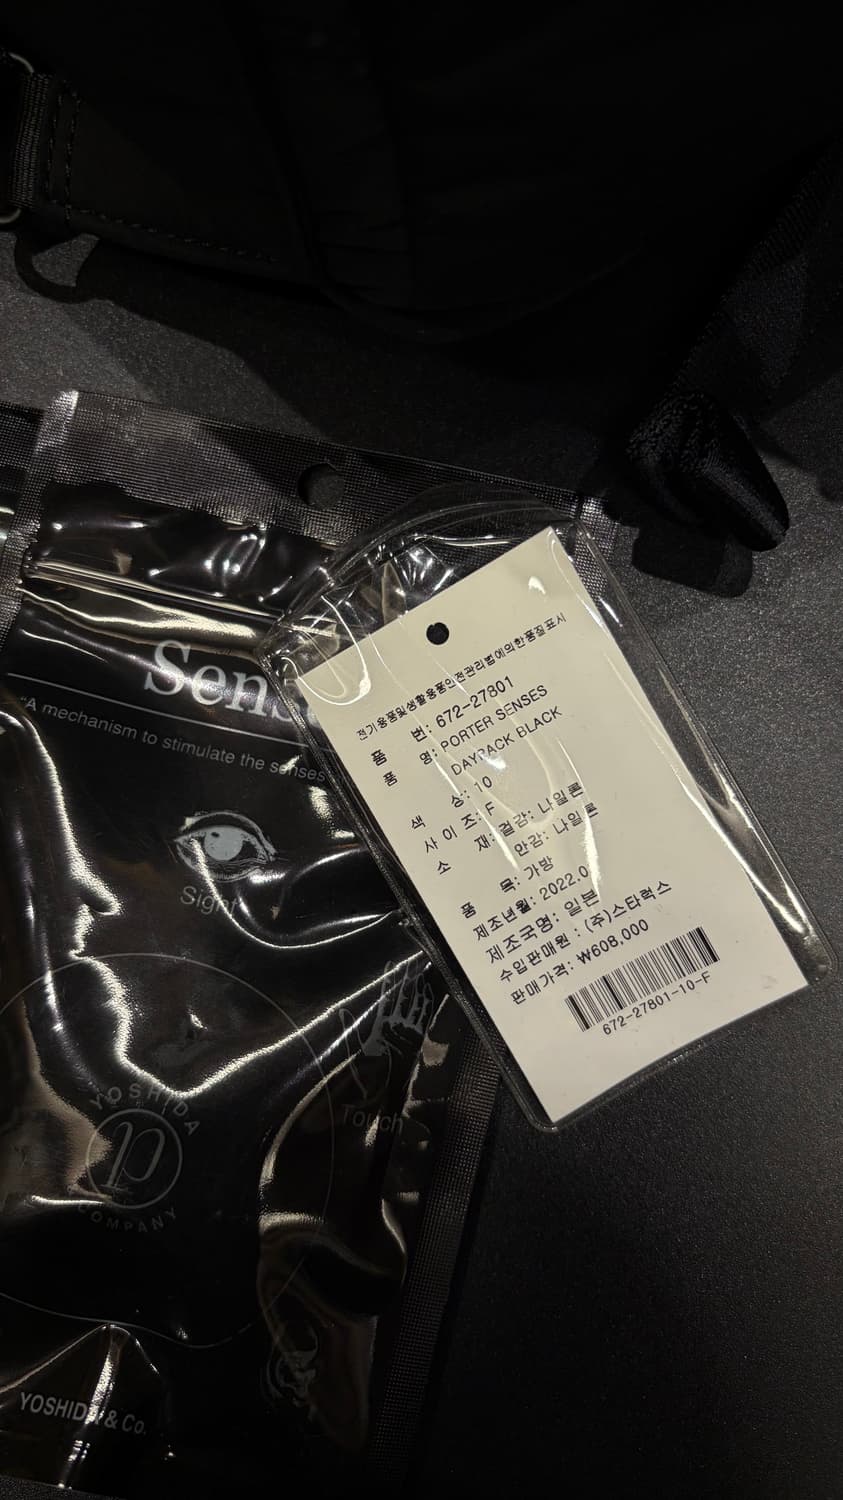 Sens
"A mechanism to stimulate the senses
Sight
Touch
YOSHIDA
COMPANY
YOSHIDA & Co.
전기용품및생활용품안전관리법에의한품질표시
품 번: 672-27801
품 명: PORTER SENSES
DAYPACK BLACK
색 상: 10
사 이 즈: F
소 재: 겉감: 나일론
안감: 나일론
품 목: 가방
제조년월: 2022.0
제조국명: 일본
수입판매원 : (주)스타럭스
판매가격: ₩608,000
672-27801-10-F